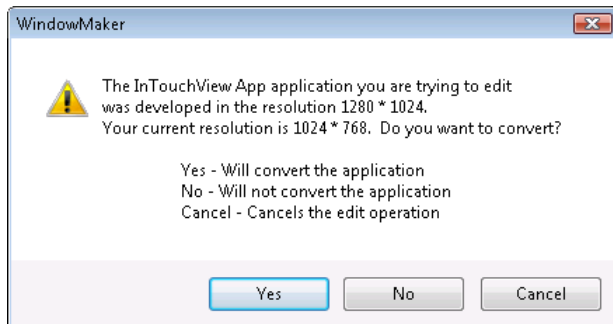 WindowMaker
The InTouchView App application you are trying to edit
was developed in the resolution 1280 * 1024.
Your current resolution is 1024 * 768.  Do you want to convert?
Yes - Will convert the application
No - Will not convert the application
Cancel - Cancels the edit operation
Yes No Cancel